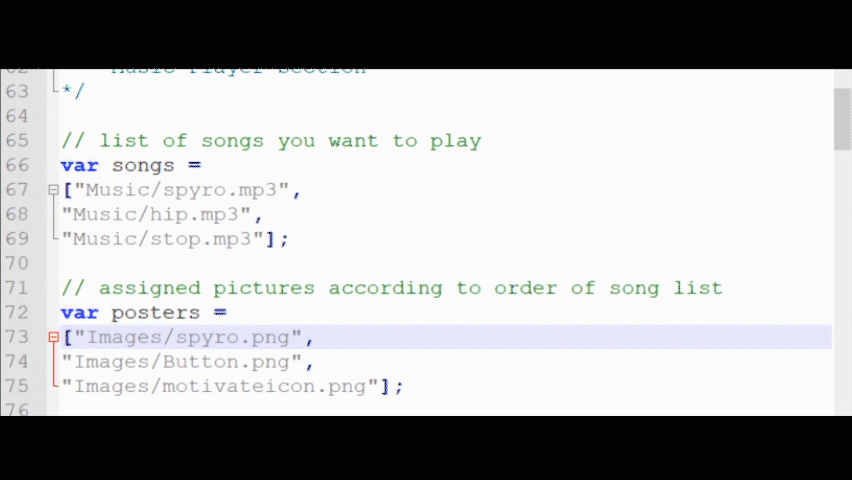 63 */
64
65 // list of songs you want to play
66 var songs =
67 ["Music/spyro.mp3",
68 "Music/hip.mp3",
69 "Music/stop.mp3"];
70
71 // assigned pictures according to order of song list
72 var posters =
73 ["Images/spyro.png",
74 "Images/Button.png",
75 "Images/motivateicon.png"];
76